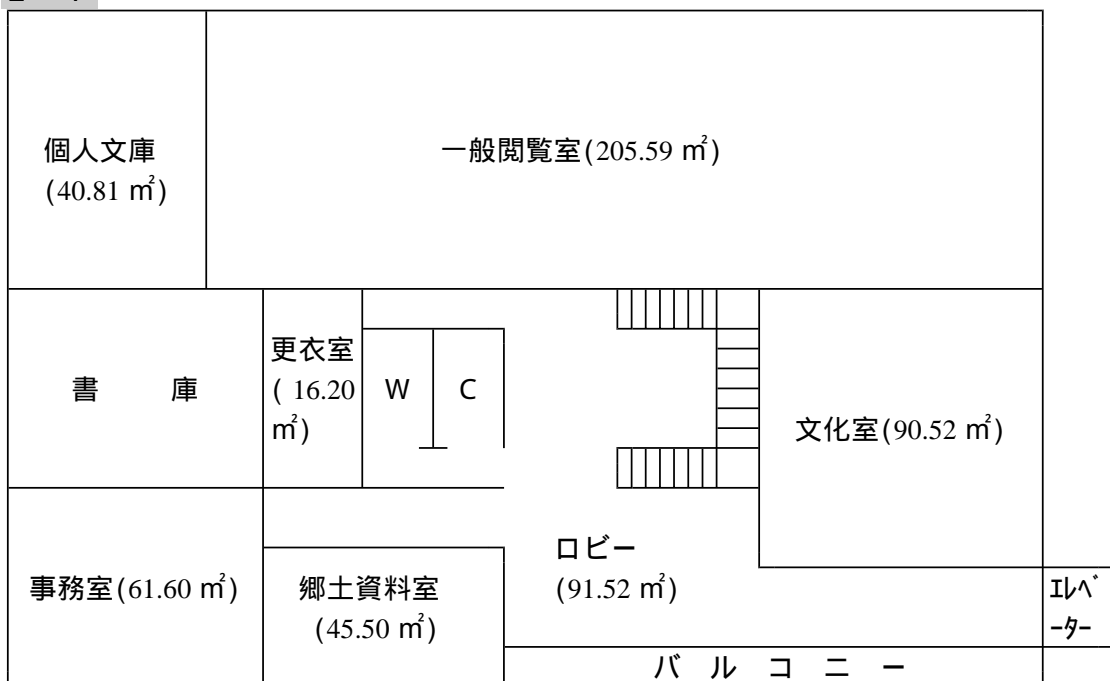 個人文庫
(40.81 ㎡)
一般閲覧室(205.59 ㎡)
書 庫
更衣室
( 16.20
㎡)
W C
文化室(90.52 ㎡)
事務室(61.60 ㎡)
郷土資料室
(45.50 ㎡)
ロビー
(91.52 ㎡)
ｴﾚﾍﾞ
ｰﾀｰ
バ ル コ ニ ー